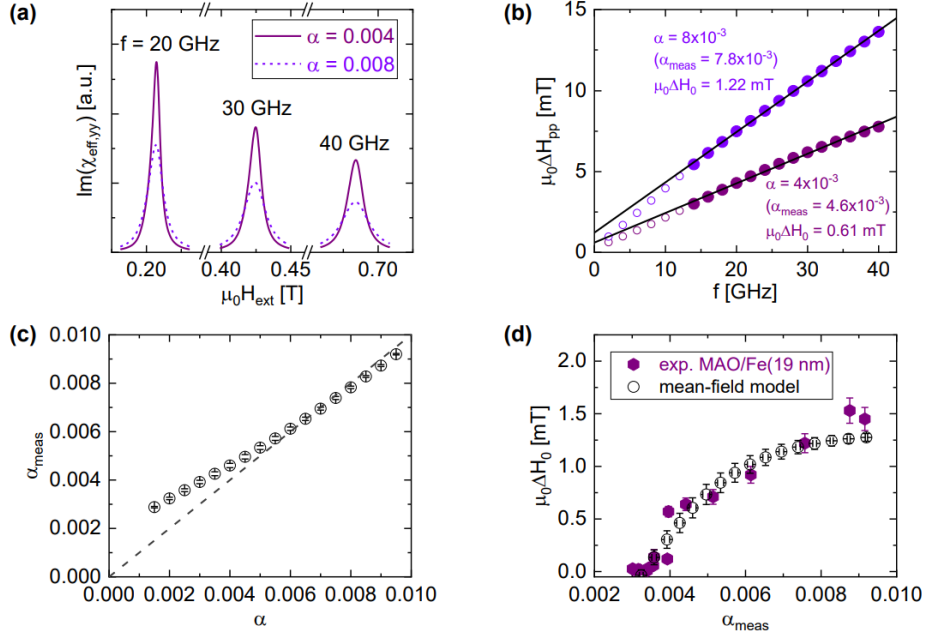 (a)
f = 20 GHz
α = 0.004
α = 0.008
30 GHz
40 GHz
Im(χeff,yy) [a.u.]
0.20 0.40 0.45 0.70
μ0Hext [T]
(b)
α = 8x10-3
(αmeas = 7.8x10-3)
μ0ΔH0 = 1.22 mT
α = 4x10-3
(αmeas = 4.6x10-3)
μ0ΔH0 = 0.61 mT
μ0ΔHpp [mT]
15
10
5
0
0 10 20 30 40
f [GHz]
(c)
αmeas
0.010
0.008
0.006
0.004
0.002
0.000
0.000 0.002 0.004 0.006 0.008 0.010
α
(d)
exp. MAO/Fe(19 nm)
mean-field model
μ0ΔH0 [mT]
2.0
1.5
1.0
0.5
0.0
0.002 0.004 0.006 0.008 0.010
αmeas